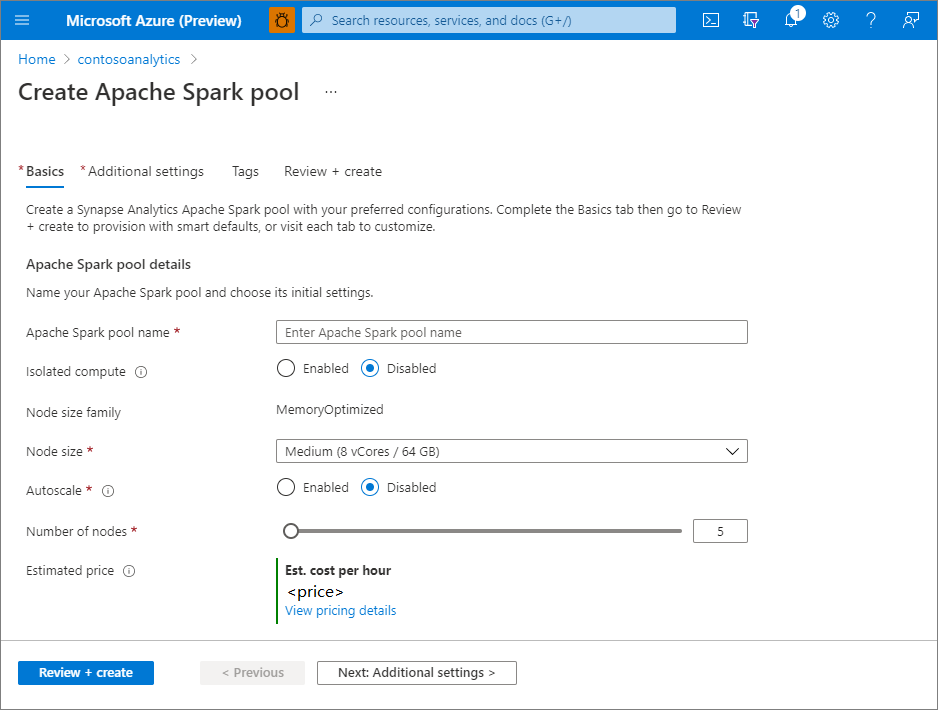 Microsoft Azure (Preview)
Search resources, services, and docs (G+/)
1
Home > contosoanalytics >
Create Apache Spark pool ...
* Basics * Additional settings Tags Review + create
Create a Synapse Analytics Apache Spark pool with your preferred configurations. Complete the Basics tab then go to Review
+ create to provision with smart defaults, or visit each tab to customize.
Apache Spark pool details
Name your Apache Spark pool and choose its initial settings.
Apache Spark pool name * Enter Apache Spark pool name
Isolated compute Enabled Disabled
Node size family MemoryOptimized
Node size * Medium (8 vCores / 64 GB)
Autoscale * Enabled Disabled
Number of nodes * 5
Estimated price Est. cost per hour
<price>
View pricing details
Review + create < Previous Next: Additional settings >